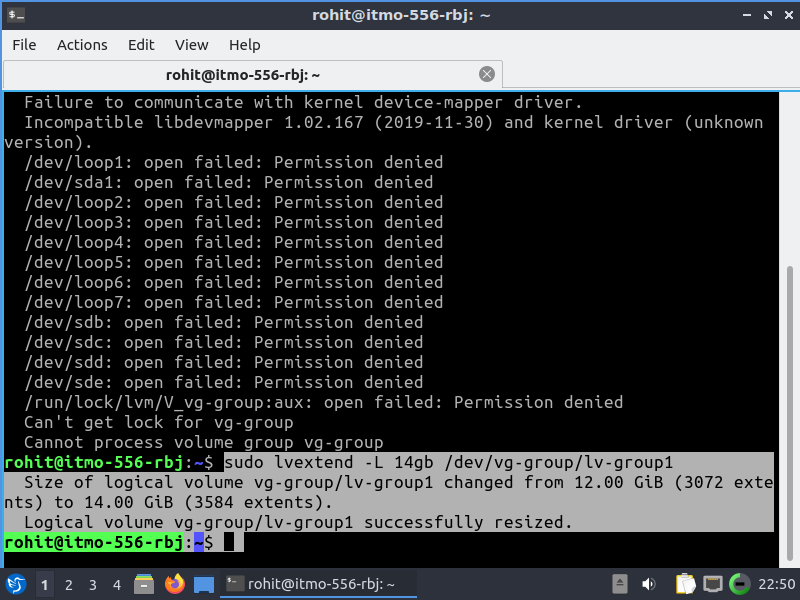 rohit@itmo-556-rbj: ~
File Actions Edit View Help
rohit@itmo-556-rbj: ~
  Failure to communicate with kernel device-mapper driver.
  Incompatible libdevmapper 1.02.167 (2019-11-30) and kernel driver (unknown
version).
  /dev/loop1: open failed: Permission denied
  /dev/sda1: open failed: Permission denied
  /dev/loop2: open failed: Permission denied
  /dev/loop3: open failed: Permission denied
  /dev/loop4: open failed: Permission denied
  /dev/loop5: open failed: Permission denied
  /dev/loop6: open failed: Permission denied
  /dev/loop7: open failed: Permission denied
  /dev/sdb: open failed: Permission denied
  /dev/sdc: open failed: Permission denied
  /dev/sdd: open failed: Permission denied
  /dev/sde: open failed: Permission denied
  /run/lock/lvm/V_vg-group:aux: open failed: Permission denied
  Can't get lock for vg-group
  Cannot process volume group vg-group
rohit@itmo-556-rbj:~$ sudo lvextend -L 14gb /dev/vg-group/lv-group1
  Size of logical volume vg-group/lv-group1 changed from 12.00 GiB (3072 exte
nts) to 14.00 GiB (3584 extents).
  Logical volume vg-group/lv-group1 successfully resized.
rohit@itmo-556-rbj:~$
1 2 3 4 rohit@itmo-556-rbj: ~ 22:50